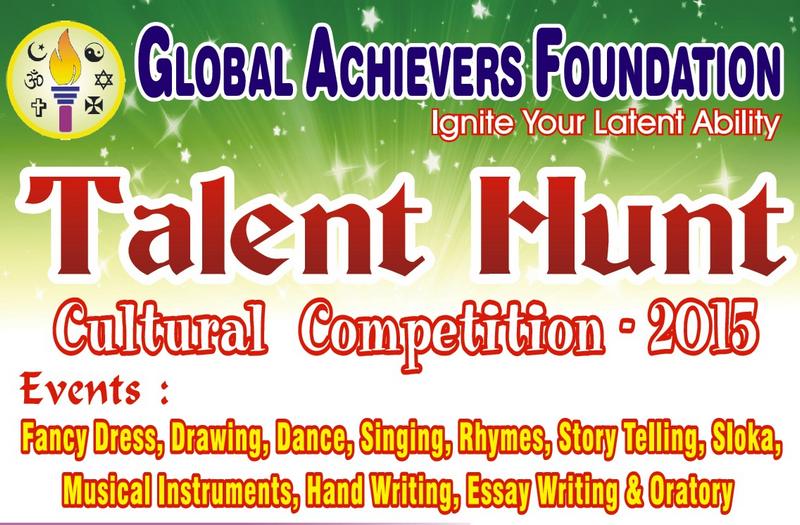 GLOBAL ACHIEVERS FOUNDATION
Ignite Your Latent Ability
Talent Hunt
Cultural Competition - 2015
Events :
Fancy Dress, Drawing, Dance, Singing, Rhymes, Story Telling, Sloka,
Musical Instruments, Hand Writing, Essay Writing & Oratory